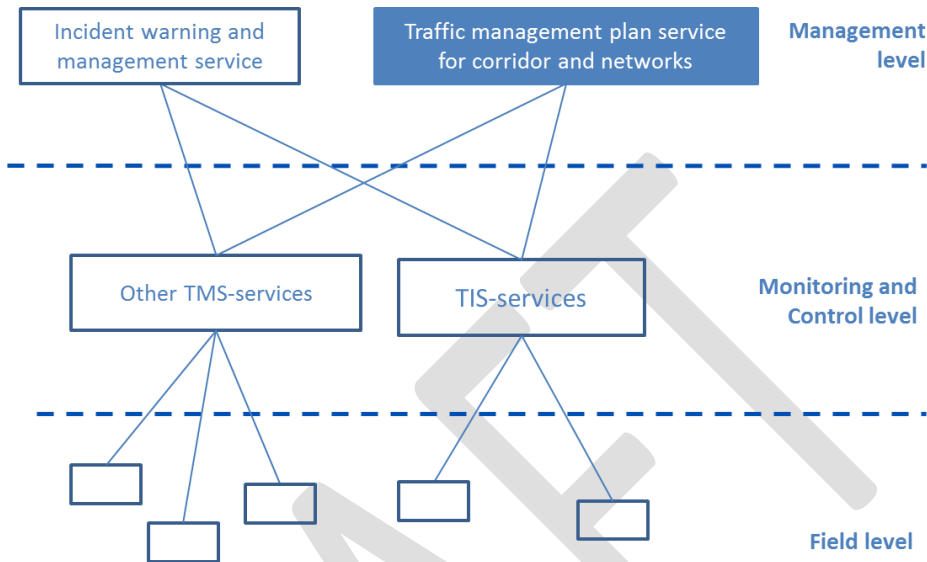 Incident warning and
management service
Traffic management plan service
for corridor and networks
Management
level
Other TMS-services
TIS-services
Monitoring and
Control level
Field level